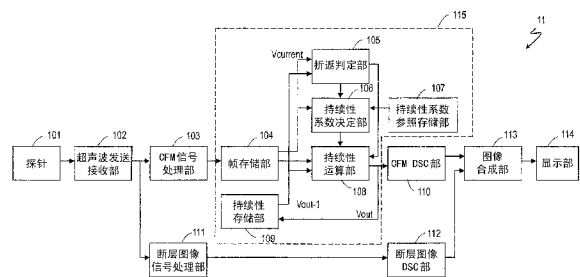 115
11
105
Vcurrent
折返判定部
106
107
持续性
系数决定部
持续性系数
参照存储部
101
102
103
104
113
114
探针
超声波发送
接收部
CFM信号
处理部
帧存储部
持续性
运算部
CFM DSC部
图像
合成部
显示部
108
110
持续性
存储部
Vout-1
Vout
109
111
112
断层图像
信号处理部
断层图像
DSC部